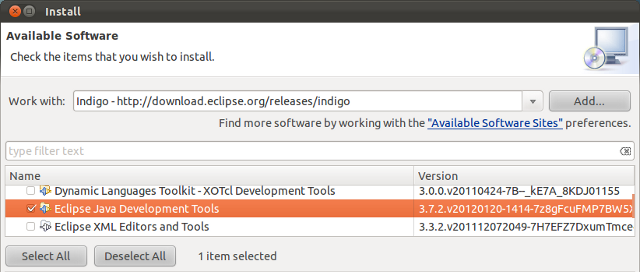 Install
Available Software
Check the items that you wish to install.
Work with: Indigo - http://download.eclipse.org/releases/indigo Add...
Find more software by working with the "Available Software Sites" preferences.
type filter text
Name Version
Dynamic Languages Toolkit - XOTcl Development Tools 3.0.0.v20110424-7B--_kE7A_8KDJ01155
Eclipse Java Development Tools 3.7.2.v20120120-1414-7z8gFcuFMP7BW5X
Eclipse XML Editors and Tools 3.3.2.v201112072049-7H7EFZ7DxumTmce
Select All Deselect All 1 item selected